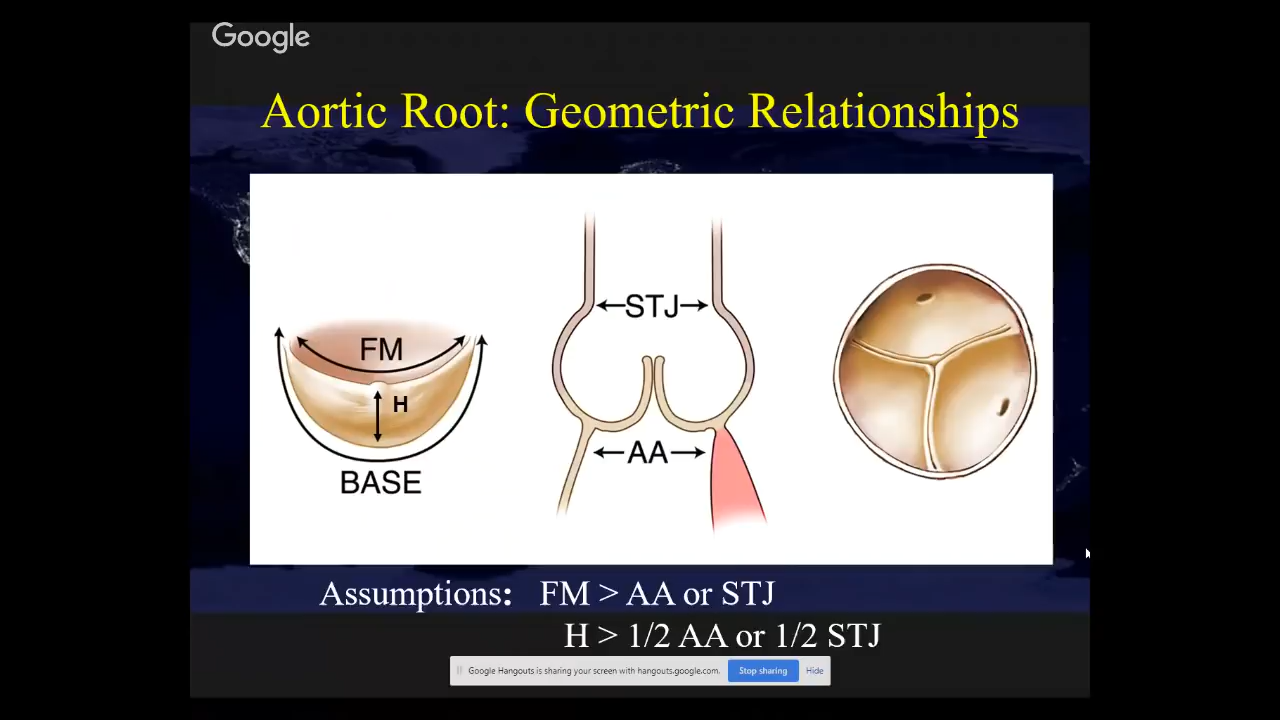 Google
Aortic Root: Geometric Relationships
STJ
FM
H
AA
BASE
Assumptions: FM > AA or STJ
H > 1/2 AA or 1/2 STJ
Google Hangouts is sharing your screen with hangouts.google.com. Stop sharing Hide